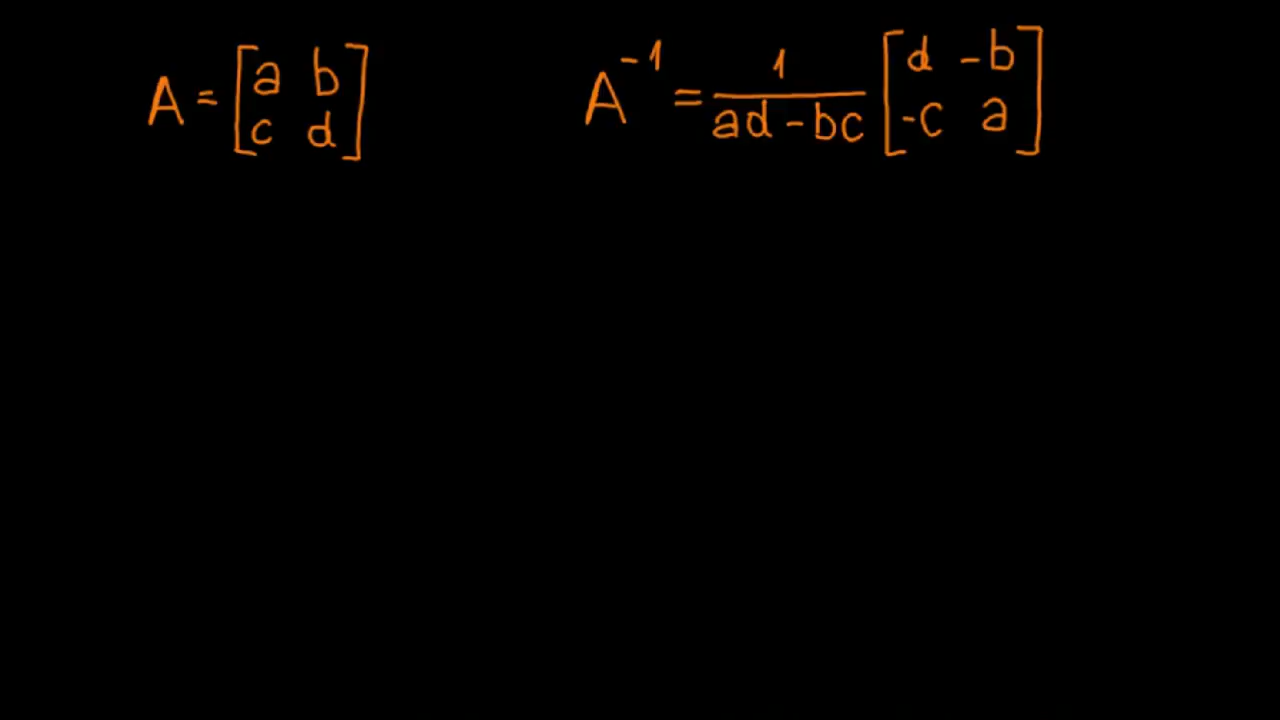 A = [a b
c d]
A⁻¹ = 1/(ad - bc) [d -b
-c a]